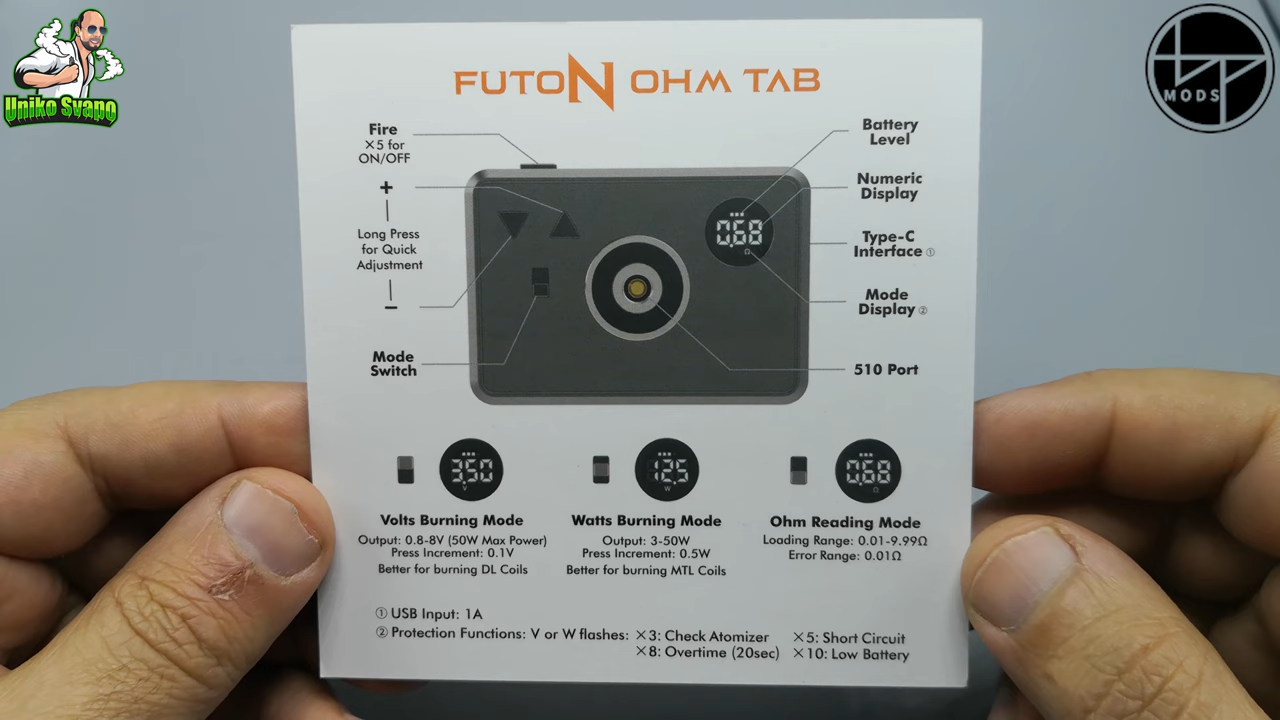 Uniko Svapo
MODS
FUTON OHM TAB
Fire
×5 for
ON/OFF
+
Long Press
for Quick
Adjustment
−
Mode
Switch
Battery
Level
Numeric
Display
Type-C
Interface ①
Mode
Display ②
510 Port
0.68
Ω
3.50
V
12.5
W
0.68
Ω
Volts Burning Mode
Output: 0.8-8V (50W Max Power)
Press Increment: 0.1V
Better for burning DL Coils
Watts Burning Mode
Output: 3-50W
Press Increment: 0.5W
Better for burning MTL Coils
Ohm Reading Mode
Loading Range: 0.01-9.99Ω
Error Range: 0.01Ω
① USB Input: 1A
② Protection Functions: V or W flashes: ×3: Check Atomizer ×5: Short Circuit
×8: Overtime (20sec) ×10: Low Battery